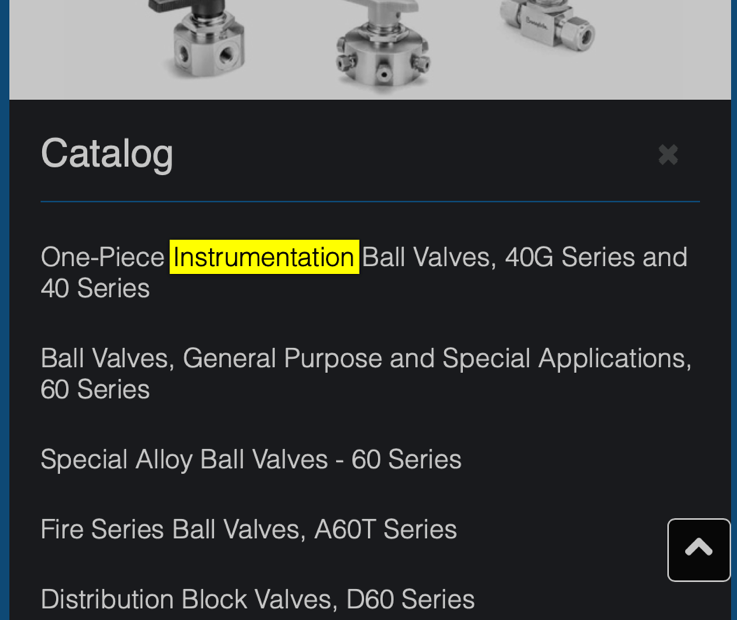 Catalog
One-Piece Instrumentation Ball Valves, 40G Series and
40 Series
Ball Valves, General Purpose and Special Applications,
60 Series
Special Alloy Ball Valves - 60 Series
Fire Series Ball Valves, A60T Series
Distribution Block Valves, D60 Series